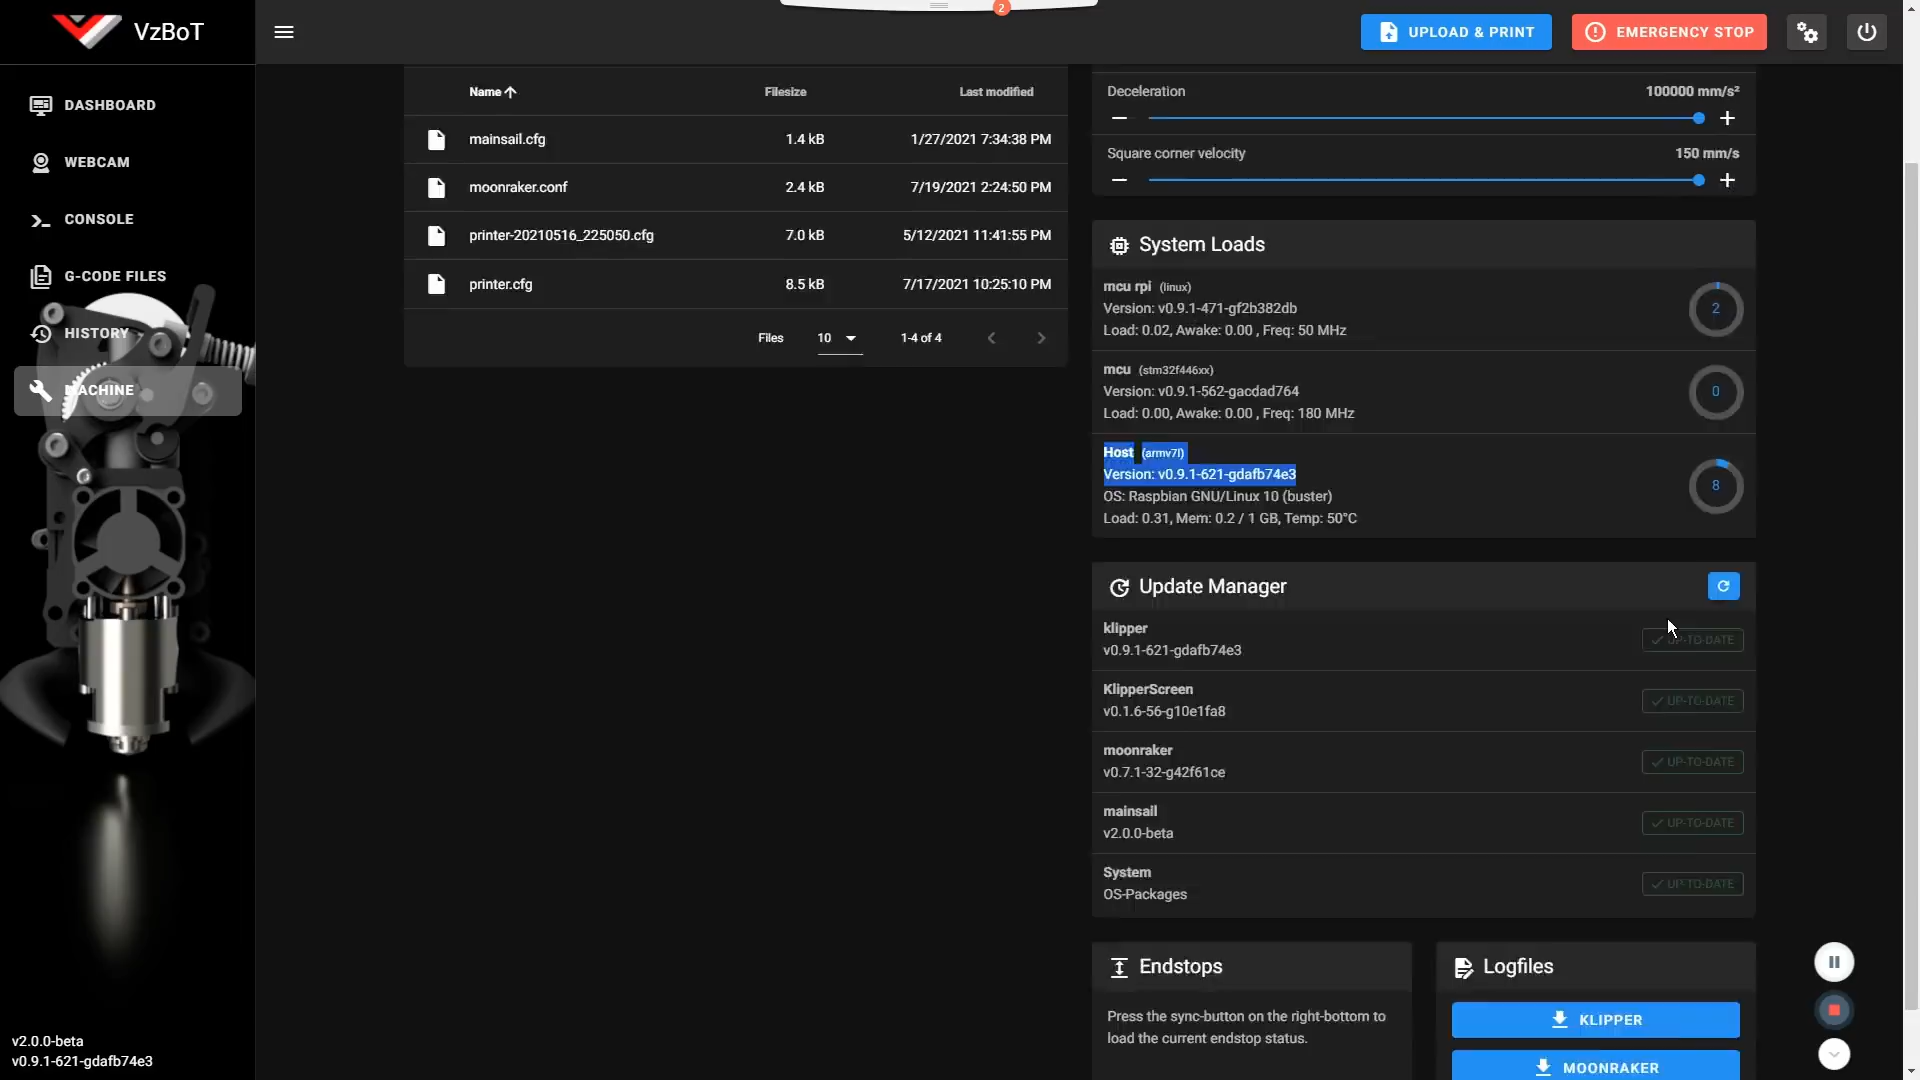 VzBoT
2
UPLOAD & PRINT
EMERGENCY STOP
DASHBOARD
WEBCAM
CONSOLE
G-CODE FILES
HISTORY
MACHINE
v2.0.0-beta
v0.9.1-621-gdafb74e3
Name Filesize Last modified
mainsail.cfg 1.4 kB 1/27/2021 7:34:38 PM
moonraker.conf 2.4 kB 7/19/2021 2:24:50 PM
printer-20210516_225050.cfg 7.0 kB 5/12/2021 11:41:55 PM
printer.cfg 8.5 kB 7/17/2021 10:25:10 PM
Files 10 1-4 of 4
Deceleration 100000 mm/s²
Square corner velocity 150 mm/s
System Loads
mcu rpi (linux)
Version: v0.9.1-471-gf2b382db
Load: 0.02, Awake: 0.00 , Freq: 50 MHz
2
mcu (stm32f446xx)
Version: v0.9.1-562-gacdad764
Load: 0.00, Awake: 0.00 , Freq: 180 MHz
0
Host (armv7l)
Version: v0.9.1-621-gdafb74e3
OS: Raspbian GNU/Linux 10 (buster)
Load: 0.31, Mem: 0.2 / 1 GB, Temp: 50°C
8
Update Manager
klipper
v0.9.1-621-gdafb74e3
UP-TO-DATE
KlipperScreen
v0.1.6-56-g10e1fa8
UP-TO-DATE
moonraker
v0.7.1-32-g42f61ce
UP-TO-DATE
mainsail
v2.0.0-beta
UP-TO-DATE
System
OS-Packages
UP-TO-DATE
Endstops
Press the sync-button on the right-bottom to
load the current endstop status.
Logfiles
KLIPPER
MOONRAKER